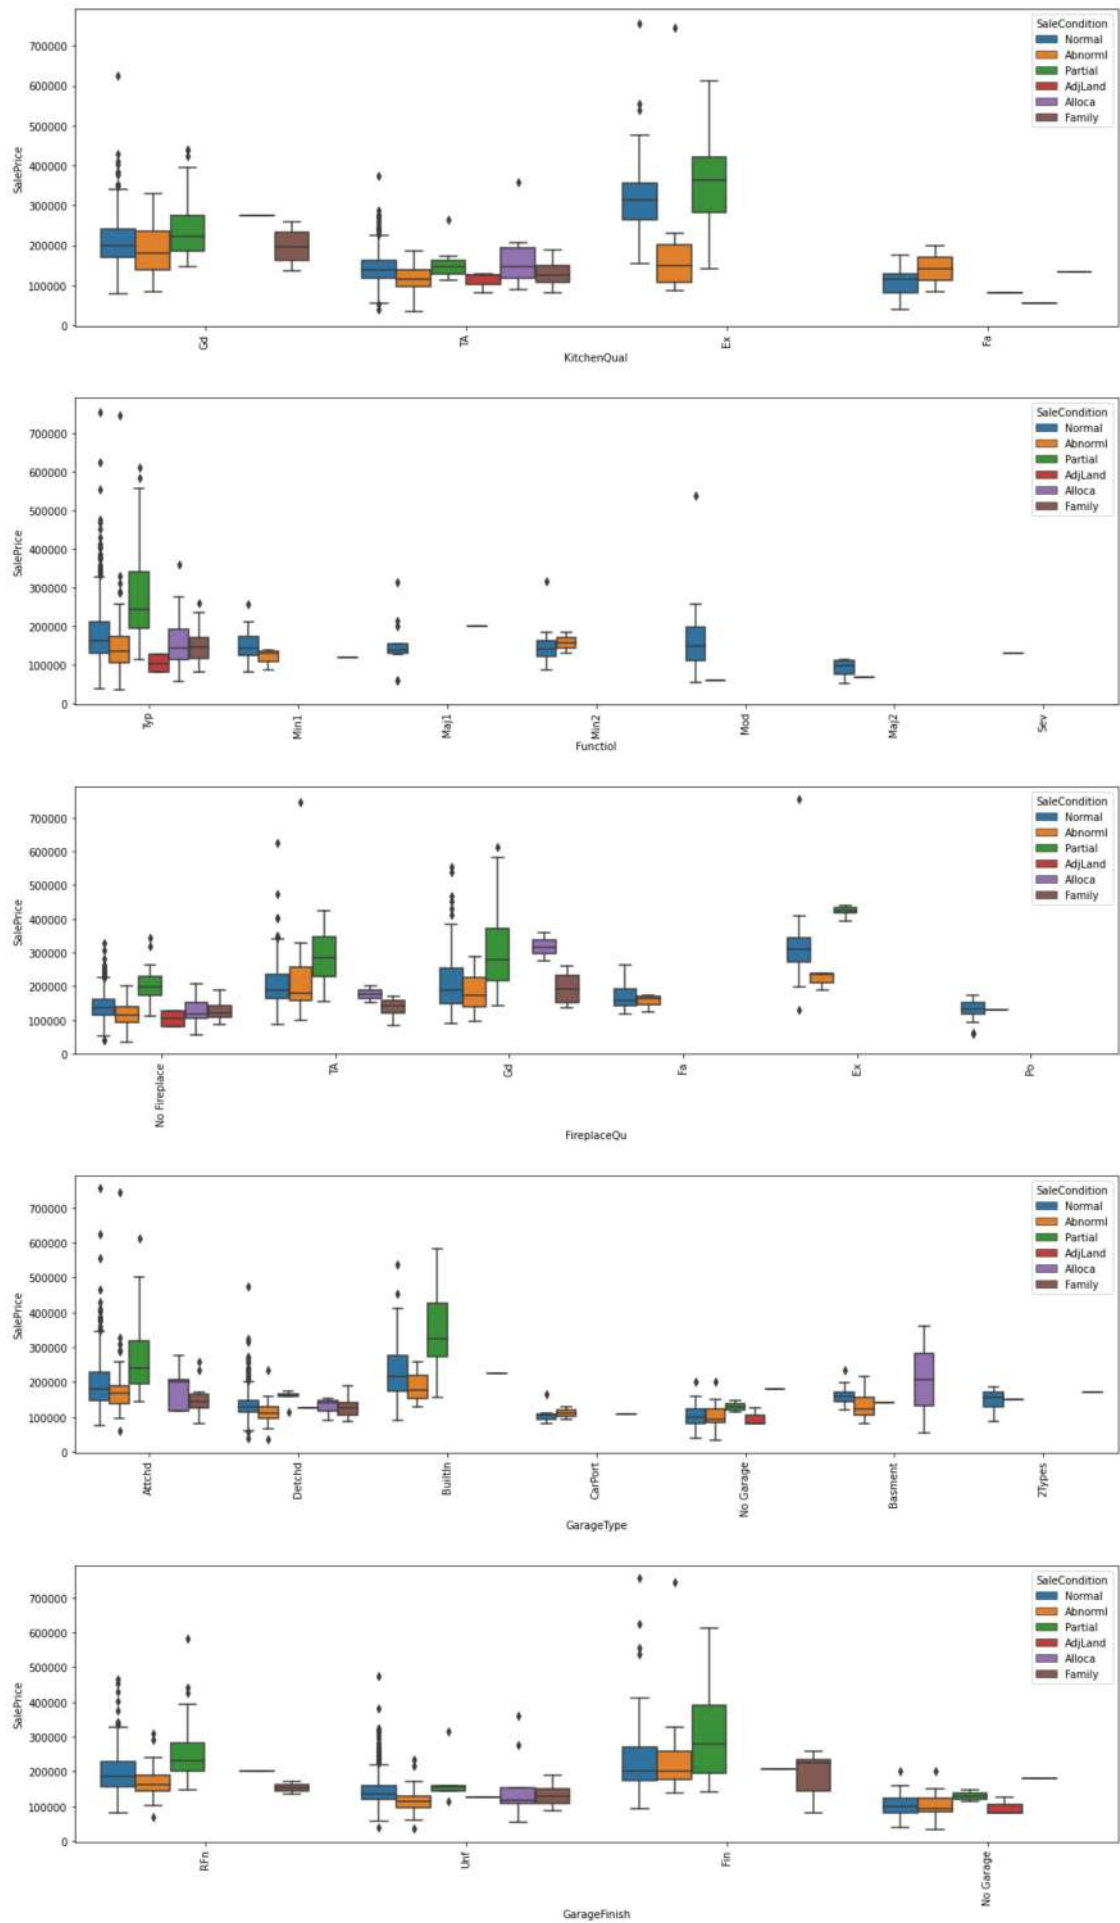 SaleCondition
Normal
Abnorml
Partial
AdjLand
Alloca
Family
700000
600000
500000
400000
300000
200000
100000
0
SalePrice
Gd
TA
Ex
Fa
KitchenQual
SaleCondition
Normal
Abnorml
Partial
AdjLand
Alloca
Family
700000
600000
500000
400000
300000
200000
100000
0
SalePrice
Typ
Min1
Maj1
Min2
Mod
Maj2
Sev
Functiol
SaleCondition
Normal
Abnorml
Partial
AdjLand
Alloca
Family
700000
600000
500000
400000
300000
200000
100000
0
SalePrice
No Fireplace
TA
Gd
Fa
Ex
Po
FireplaceQu
SaleCondition
Normal
Abnorml
Partial
AdjLand
Alloca
Family
700000
600000
500000
400000
300000
200000
100000
0
SalePrice
Attchd
Detchd
BuiltIn
CarPort
No Garage
Basment
2Types
GarageType
SaleCondition
Normal
Abnorml
Partial
AdjLand
Alloca
Family
700000
600000
500000
400000
300000
200000
100000
0
SalePrice
RFn
Unf
Fin
No Garage
GarageFinish